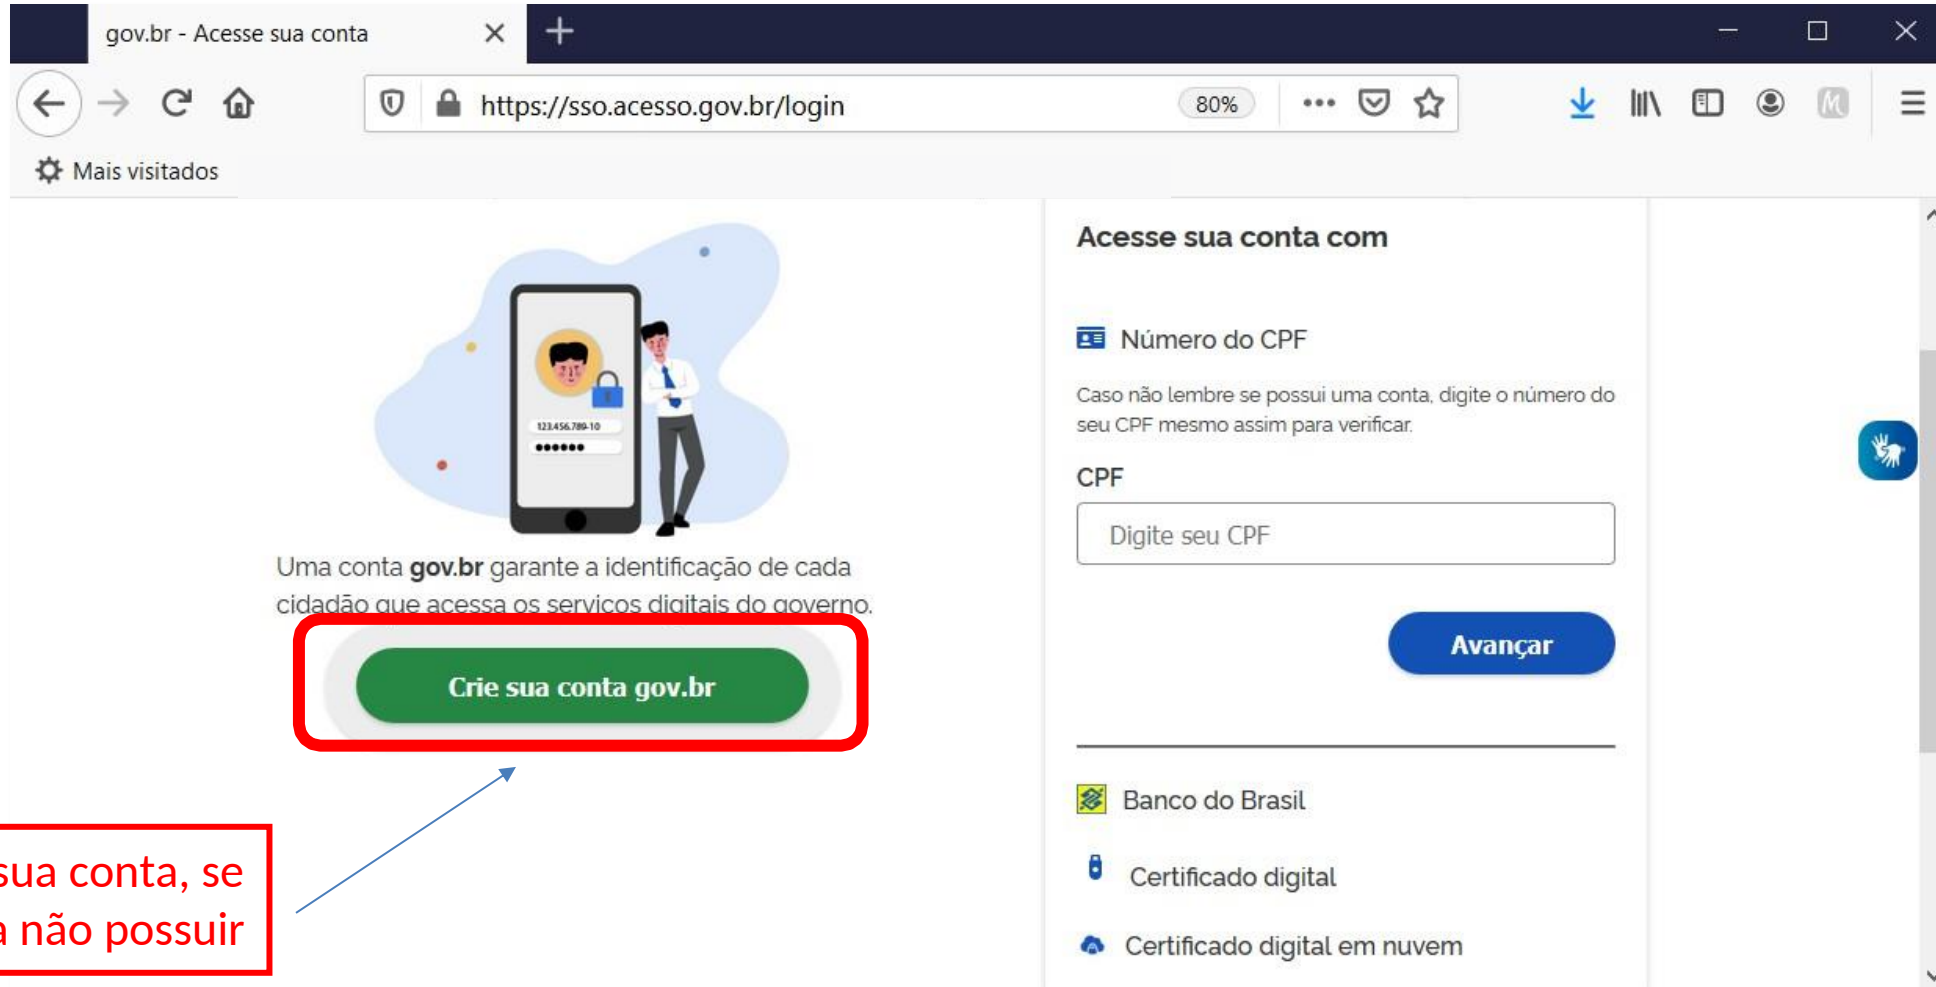 gov.br - Acesse sua conta
https://sso.acesso.gov.br/login
80%
Mais visitados
123.456.789-10
Uma conta gov.br garante a identificação de cada
cidadão que acessa os serviços digitais do governo.
Crie sua conta gov.br
sua conta, se
não possuir
Acesse sua conta com
Número do CPF
Caso não lembre se possui uma conta, digite o número do
seu CPF mesmo assim para verificar.
CPF
Digite seu CPF
Avançar
Banco do Brasil
Certificado digital
Certificado digital em nuvem